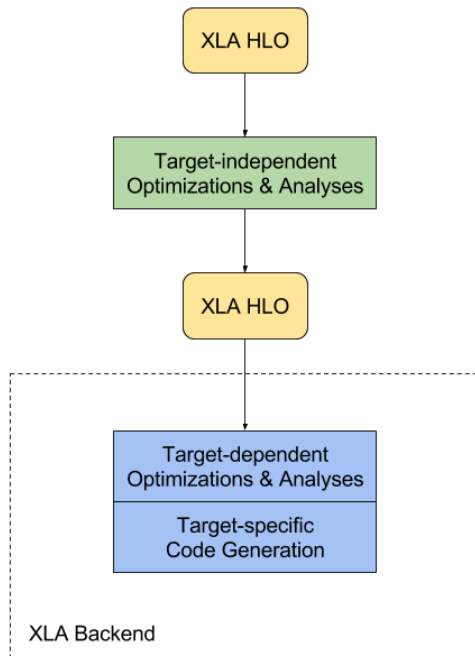 XLA HLO
Target-independent
Optimizations & Analyses
XLA HLO
Target-dependent
Optimizations & Analyses
Target-specific
Code Generation
XLA Backend